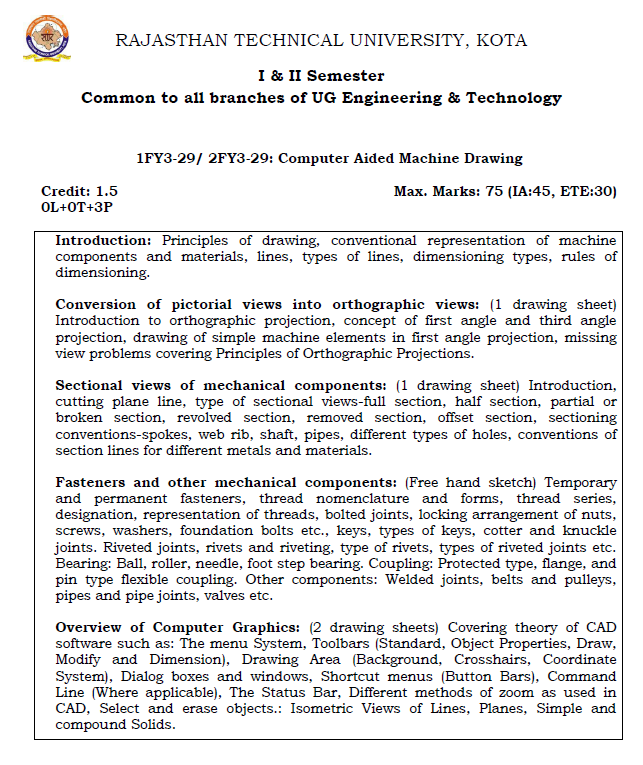 RAJASTHAN TECHNICAL UNIVERSITY, KOTA
I & II Semester
Common to all branches of UG Engineering & Technology
1FY3-29/ 2FY3-29: Computer Aided Machine Drawing
Credit: 1.5 Max. Marks: 75 (IA:45, ETE:30)
0L+0T+3P
Introduction: Principles of drawing, conventional representation of machine
components and materials, lines, types of lines, dimensioning types, rules of
dimensioning.
Conversion of pictorial views into orthographic views: (1 drawing sheet)
Introduction to orthographic projection, concept of first angle and third angle
projection, drawing of simple machine elements in first angle projection, missing
view problems covering Principles of Orthographic Projections.
Sectional views of mechanical components: (1 drawing sheet) Introduction,
cutting plane line, type of sectional views-full section, half section, partial or
broken section, revolved section, removed section, offset section, sectioning
conventions-spokes, web rib, shaft, pipes, different types of holes, conventions of
section lines for different metals and materials.
Fasteners and other mechanical components: (Free hand sketch) Temporary
and permanent fasteners, thread nomenclature and forms, thread series,
designation, representation of threads, bolted joints, locking arrangement of nuts,
screws, washers, foundation bolts etc., keys, types of keys, cotter and knuckle
joints. Riveted joints, rivets and riveting, type of rivets, types of riveted joints etc.
Bearing: Ball, roller, needle, foot step bearing. Coupling: Protected type, flange, and
pin type flexible coupling. Other components: Welded joints, belts and pulleys,
pipes and pipe joints, valves etc.
Overview of Computer Graphics: (2 drawing sheets) Covering theory of CAD
software such as: The menu System, Toolbars (Standard, Object Properties, Draw,
Modify and Dimension), Drawing Area (Background, Crosshairs, Coordinate
System), Dialog boxes and windows, Shortcut menus (Button Bars), Command
Line (Where applicable), The Status Bar, Different methods of zoom as used in
CAD, Select and erase objects.: Isometric Views of Lines, Planes, Simple and
compound Solids.